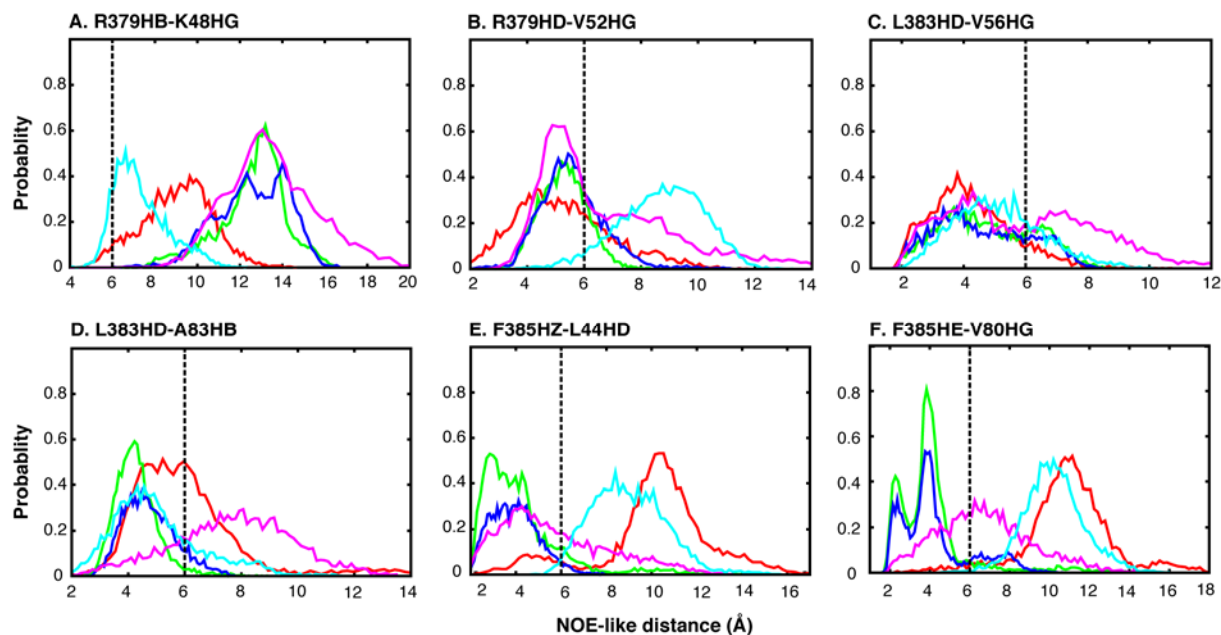 A. R379HB-K48HG
B. R379HD-V52HG
C. L383HD-V56HG
Probablity
0.8
0.6
0.4
0.2
0
4 6 8 10 12 14 16 18 20
0.8
0.6
0.4
0.2
0
2 4 6 8 10 12 14
0.8
0.6
0.4
0.2
0
2 4 6 8 10 12
D. L383HD-A83HB
E. F385HZ-L44HD
F. F385HE-V80HG
Probablity
0.8
0.6
0.4
0.2
0
2 4 6 8 10 12 14
0.8
0.6
0.4
0.2
0
2 4 6 8 10 12 14 16
0.8
0.6
0.4
0.2
0
2 4 6 8 10 12 14 16 18
NOE-like distance (Å)